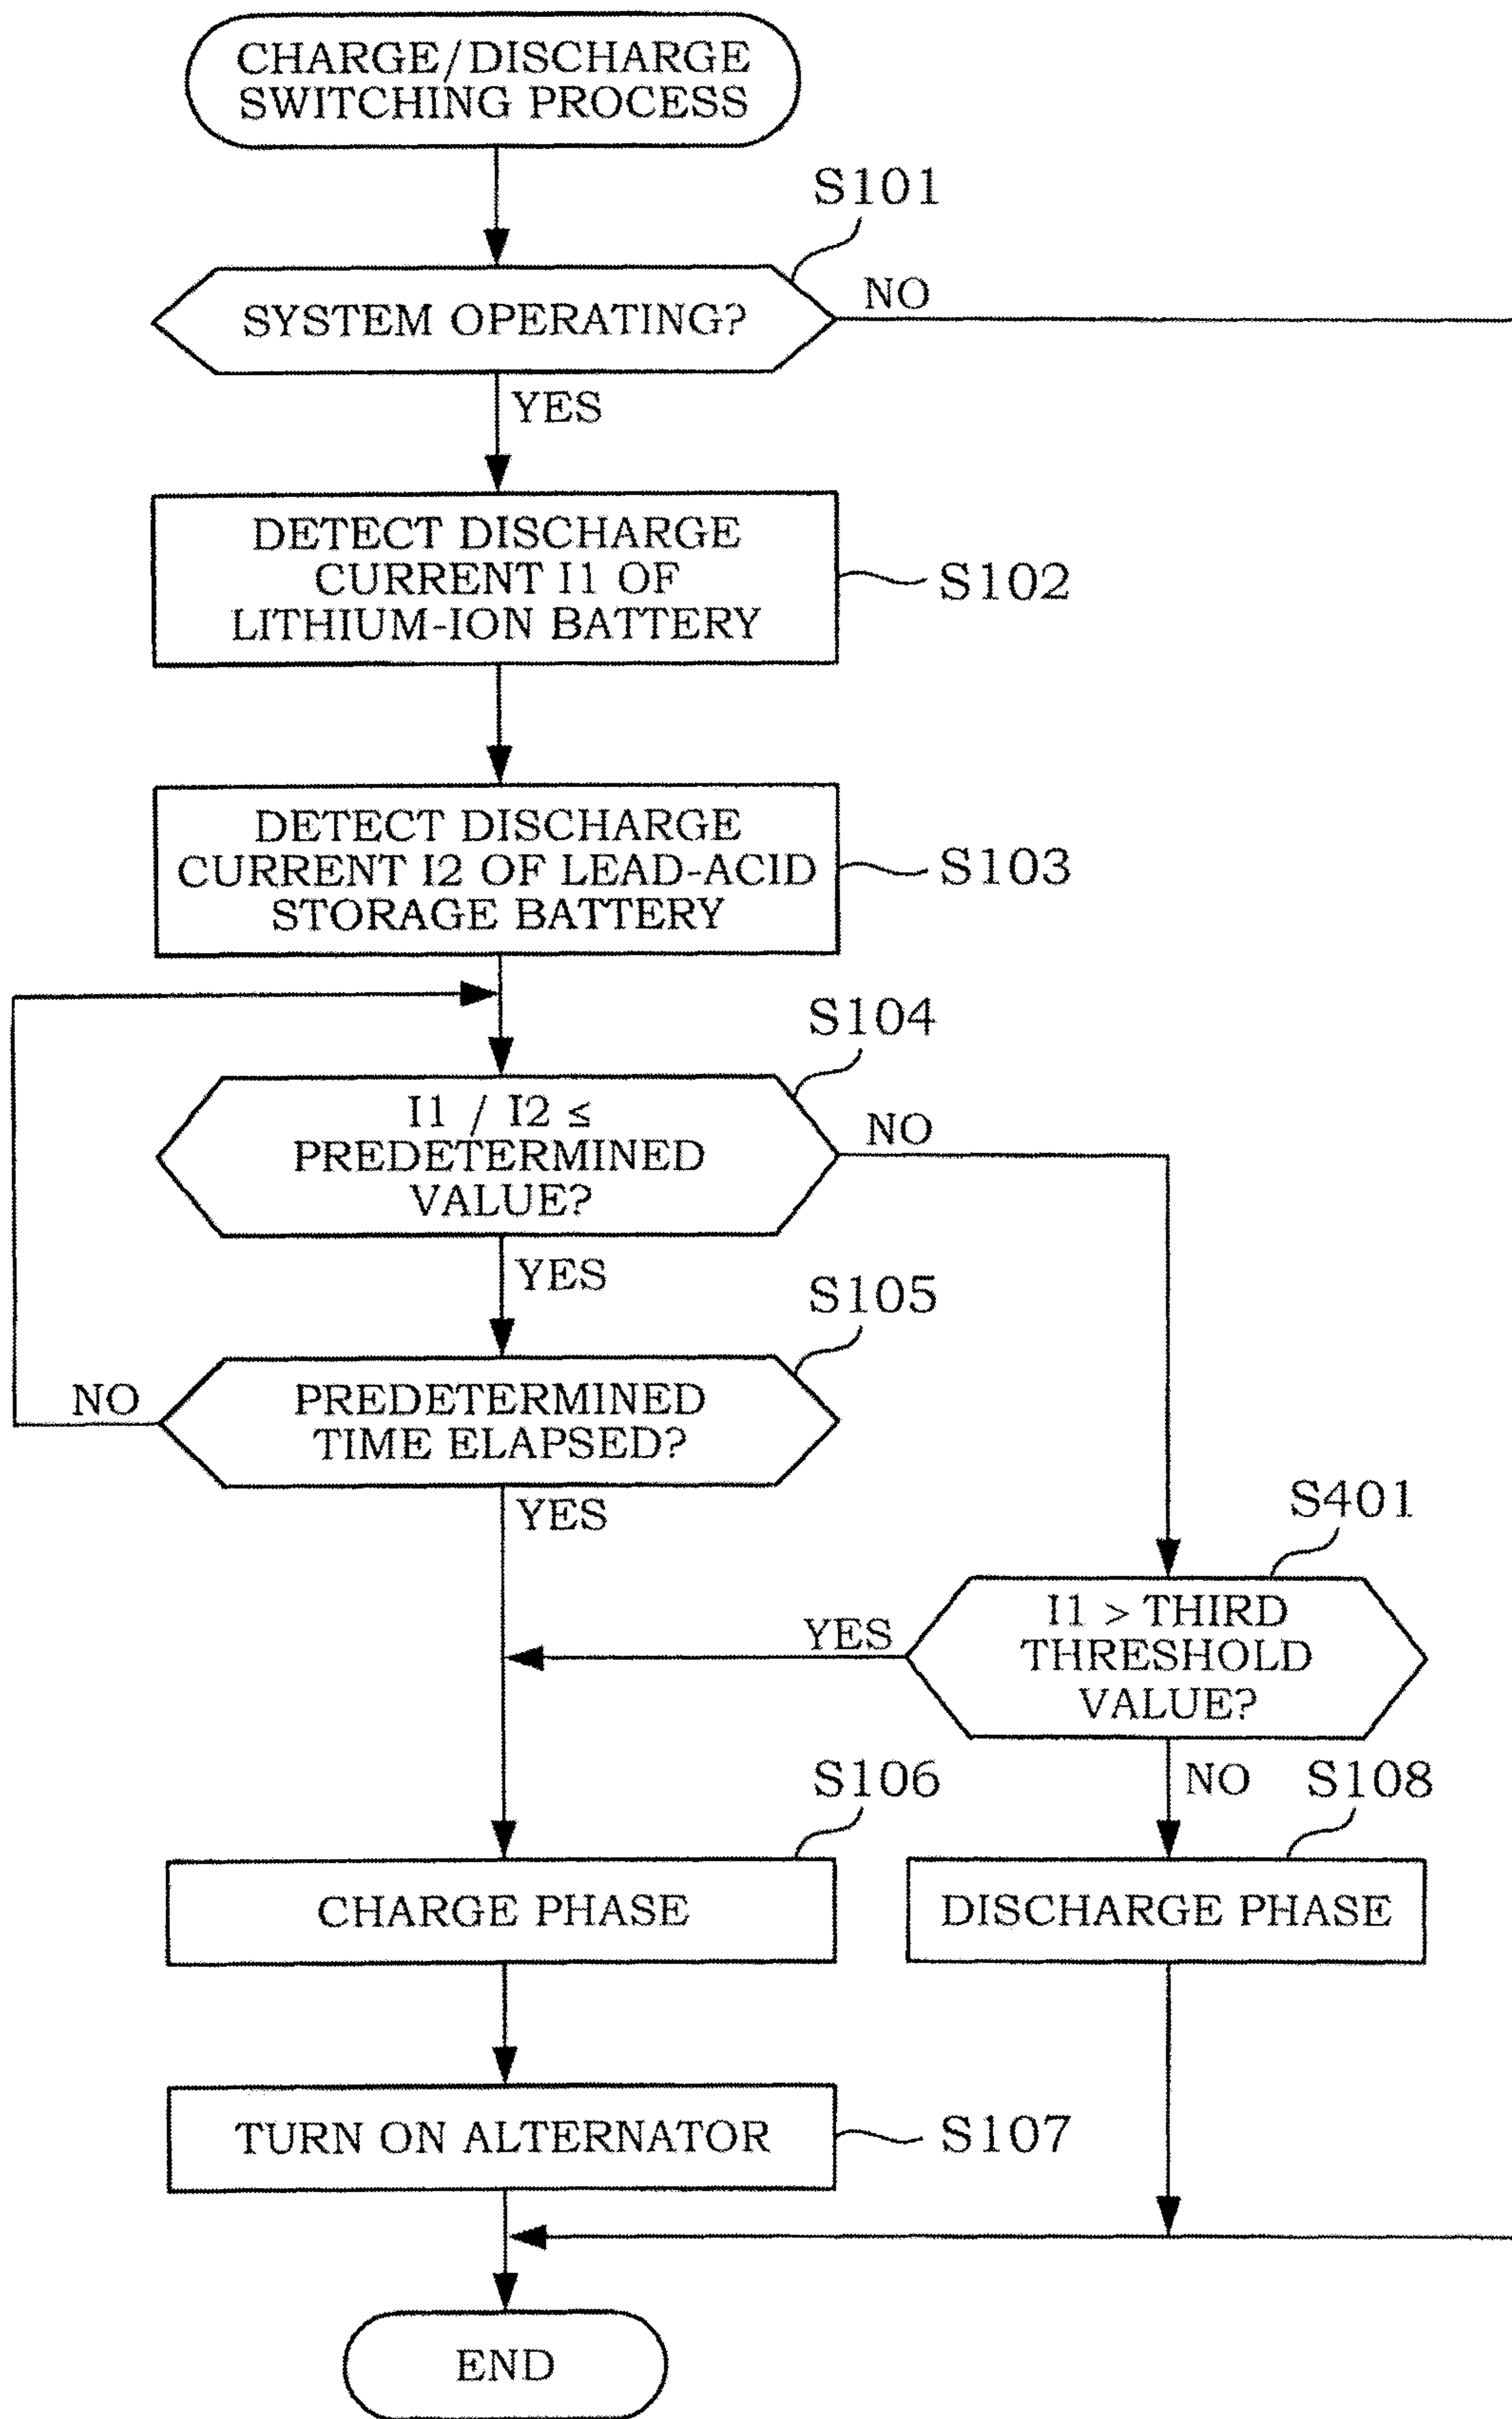 CHARGE/DISCHARGE
SWITCHING PROCESS
S101
SYSTEM OPERATING?
NO
YES
DETECT DISCHARGE
CURRENT I1 OF
LITHIUM-ION BATTERY
S102
DETECT DISCHARGE
CURRENT I2 OF LEAD-ACID
STORAGE BATTERY
S103
S104
I1 / I2 ≤
PREDETERMINED
VALUE?
NO
YES
S105
PREDETERMINED
TIME ELAPSED?
NO
YES
S401
I1 > THIRD
THRESHOLD
VALUE?
YES
NO
S106
CHARGE PHASE
S108
DISCHARGE PHASE
TURN ON ALTERNATOR
S107
END